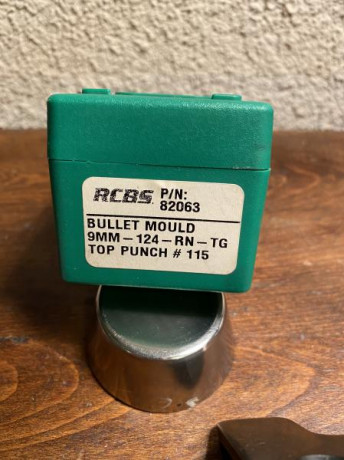 RCBS P/N:
82063
BULLET MOULD
9MM-124-RN-TG
TOP PUNCH # 115